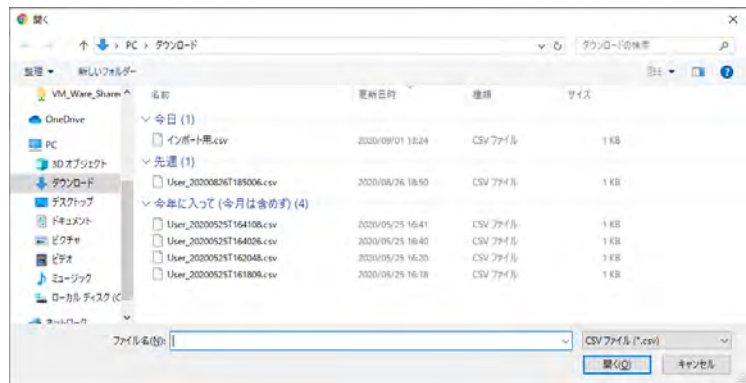 開く
PC › ダウンロード
ダウンロードの検索
整理 新しいフォルダー
VM_Ware_Share
OneDrive
PC
3D オブジェクト
ダウンロード
デスクトップ
ドキュメント
ピクチャ
ビデオ
ミュージック
ローカル ディスク (C
ネットワーク
名前 更新日時 種類 サイズ
今日 (1)
インポート用.csv 2020/09/01 18:24 CSV ファイル 1 KB
先週 (1)
User_20200826T185006.csv 2020/08/26 18:50 CSV ファイル 1 KB
今年に入って (今月は含めず) (4)
User_20200525T164108.csv 2020/05/25 16:41 CSV ファイル 1 KB
User_20200525T164026.csv 2020/05/25 16:40 CSV ファイル 1 KB
User_20200525T162048.csv 2020/05/25 16:20 CSV ファイル 1 KB
User_20200525T161809.csv 2020/05/25 16:18 CSV ファイル 1 KB
ファイル名(N):
CSV ファイル (*.csv)
開く(O) キャンセル